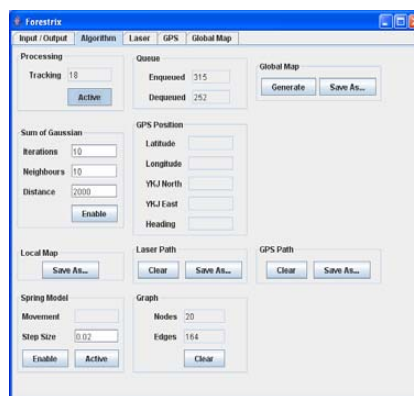 Forestrix
Input / Output Algorithm Laser GPS Global Map
Processing
Tracking 18
Active
Queue
Enqueued 315
Dequeued 252
Global Map
Generate Save As...
Sum of Gaussian
Iterations 10
Neighbours 10
Distance 2000
Enable
GPS Position
Latitude
Longitude
YKJ North
YKJ East
Heading
Local Map
Save As...
Laser Path
Clear Save As...
GPS Path
Clear Save As...
Spring Model
Movement
Step Size 0.02
Enable Active
Graph
Nodes 20
Edges 164
Clear